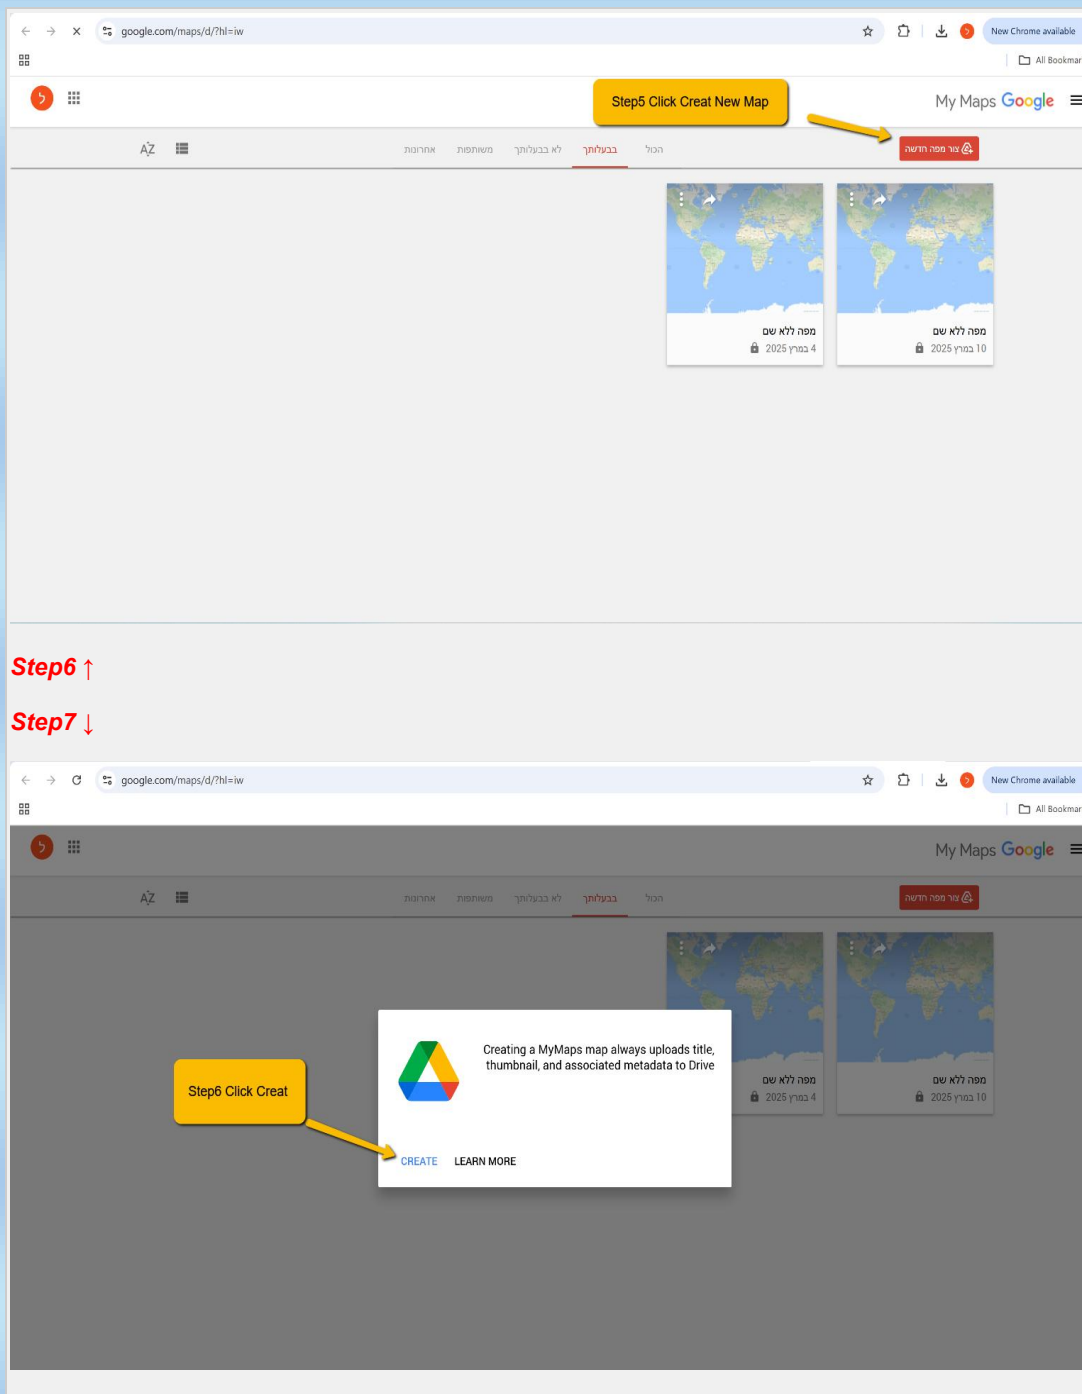 google.com/maps/d/?hl=iw
New Chrome available
All Bookmar
ל
Step5 Click Creat New Map
My Maps Google
AZ
אחרונות משותפות לא בבעלותך בבעלותך הכול
צור מפה חדשה
מפה ללא שם
4 במרץ 2025
מפה ללא שם
10 במרץ 2025
Step6 ↑
Step7 ↓
google.com/maps/d/?hl=iw
New Chrome available
All Bookmar
ל
My Maps Google
AZ
אחרונות משותפות לא בבעלותך בבעלותך הכול
צור מפה חדשה
Creating a MyMaps map always uploads title,
thumbnail, and associated metadata to Drive
Step6 Click Creat
CREATE LEARN MORE
מפה ללא שם
4 במרץ 2025
מפה ללא שם
10 במרץ 2025